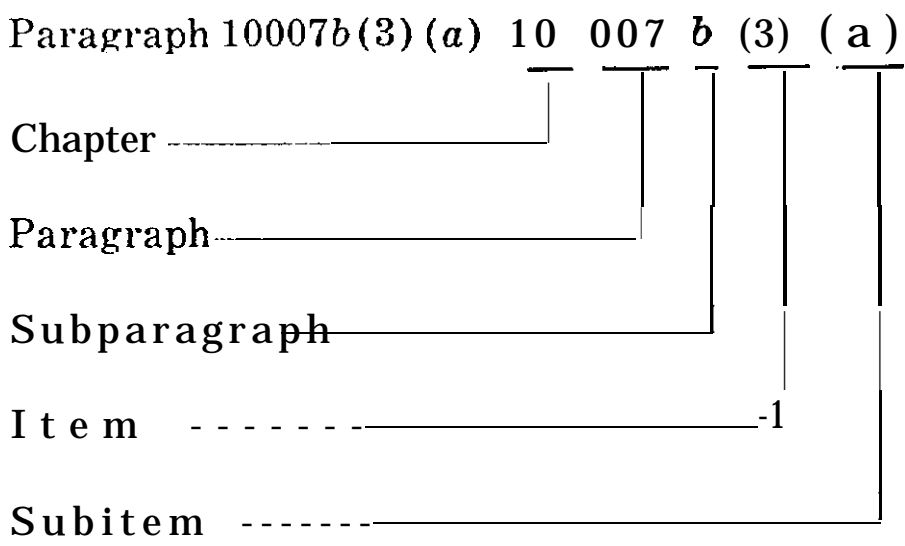 Paragraph 10007b(3)(a) 10 007 b (3) (a)
Chapter
Paragraph
Subparagraph
Item
Subitem